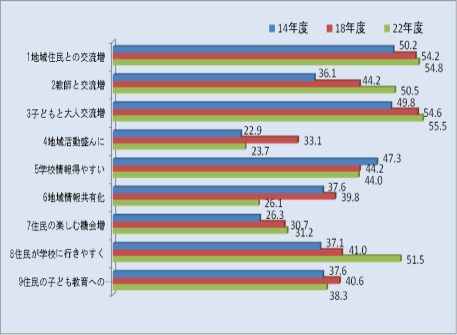 14年度 18年度 22年度
1地域住民との交流増 50.2 54.2 54.8
2教師と交流増 36.1 44.2 50.5
3子どもと大人交流増 49.8 54.6 55.5
4地域活動盛んに 22.9 33.1 23.7
5学校情報得やすい 47.3 44.2 44.0
6地域情報共有化 37.6 39.8 26.1
7住民の楽しむ機会増 26.3 30.7 31.2
8住民が学校に行きやすく 37.1 41.0 51.5
9住民の子ども教育への 37.6 40.6 38.3